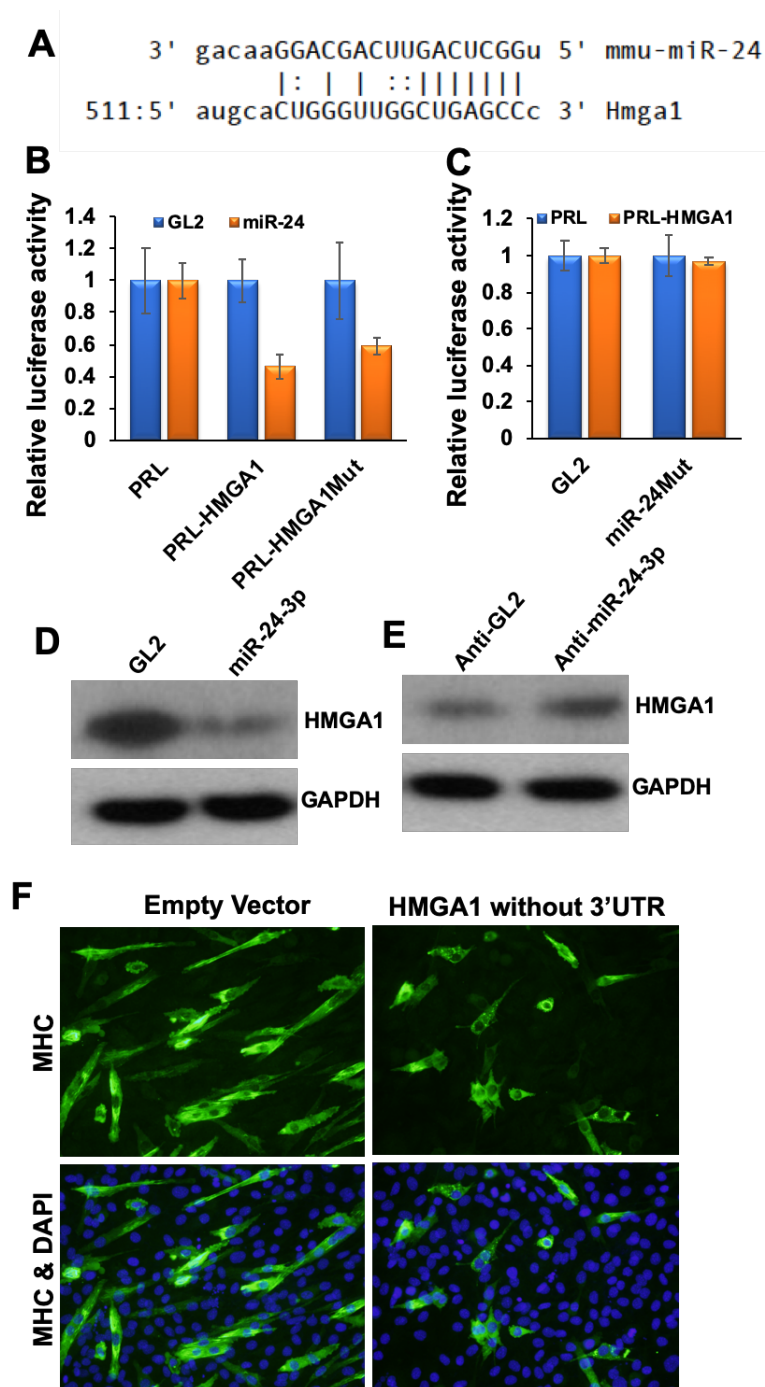 A
3' gacaaGGACGACUUGACUCGGu 5' mmu-miR-24
|: | | ::|||||||
511:5' augcaCUGGGUUGGCUGAGCCc 3' Hmga1
B
Relative luciferase activity
GL2 miR-24
1.4
1.2
1
0.8
0.6
0.4
0.2
0
PRL
PRL-HMGA1
PRL-HMGA1Mut
C
Relative luciferase activity
PRL PRL-HMGA1
1.2
1
0.8
0.6
0.4
0.2
0
GL2
miR-24Mut
D
GL2
miR-24-3p
HMGA1
GAPDH
E
Anti-GL2
Anti-miR-24-3p
HMGA1
GAPDH
F
Empty Vector
HMGA1 without 3’UTR
MHC
MHC & DAPI